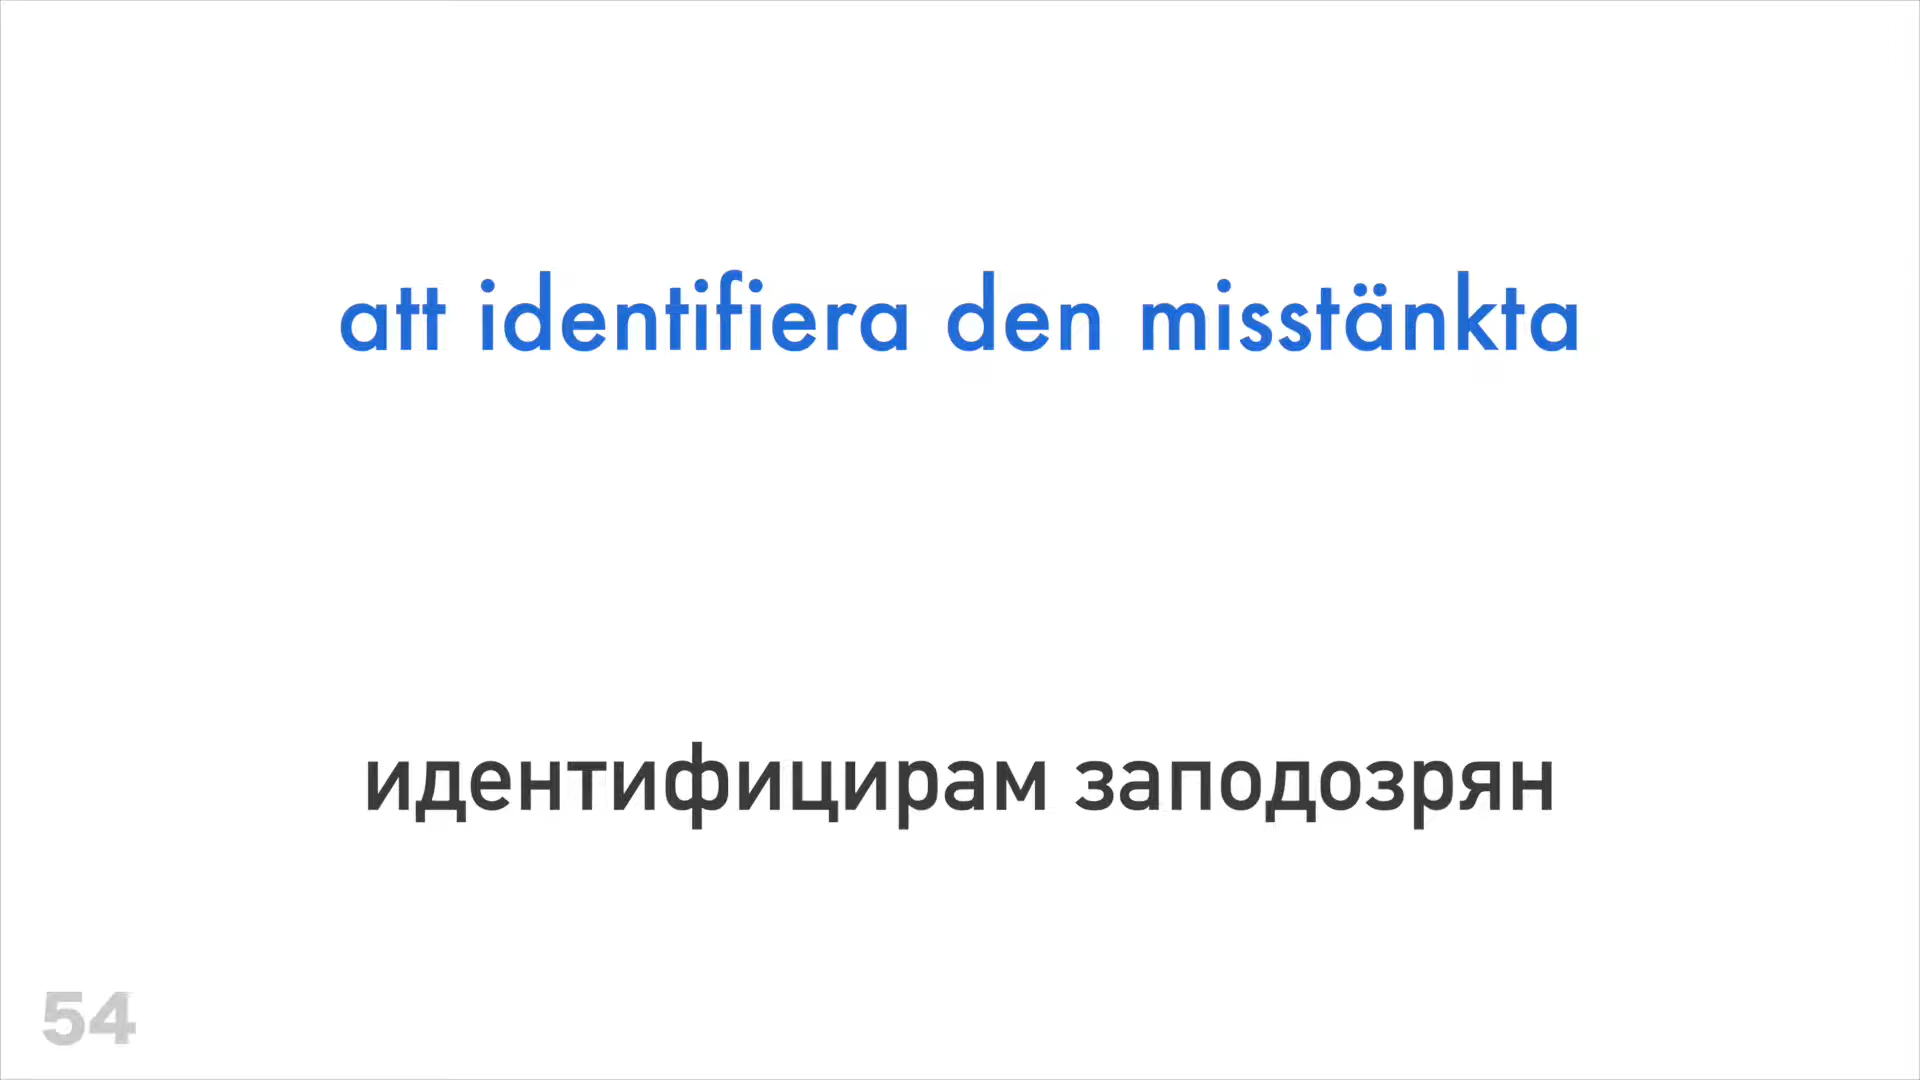 att identifiera den misstänkta
идентифицирам заподозрян
54